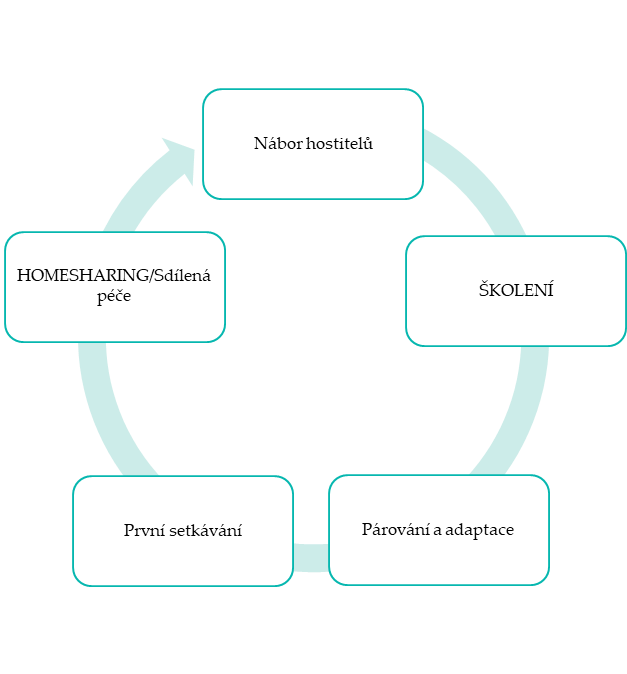 Nábor hostitelů
ŠKOLENÍ
Párování a adaptace
První setkávání
HOMESHARING/Sdílená
péče